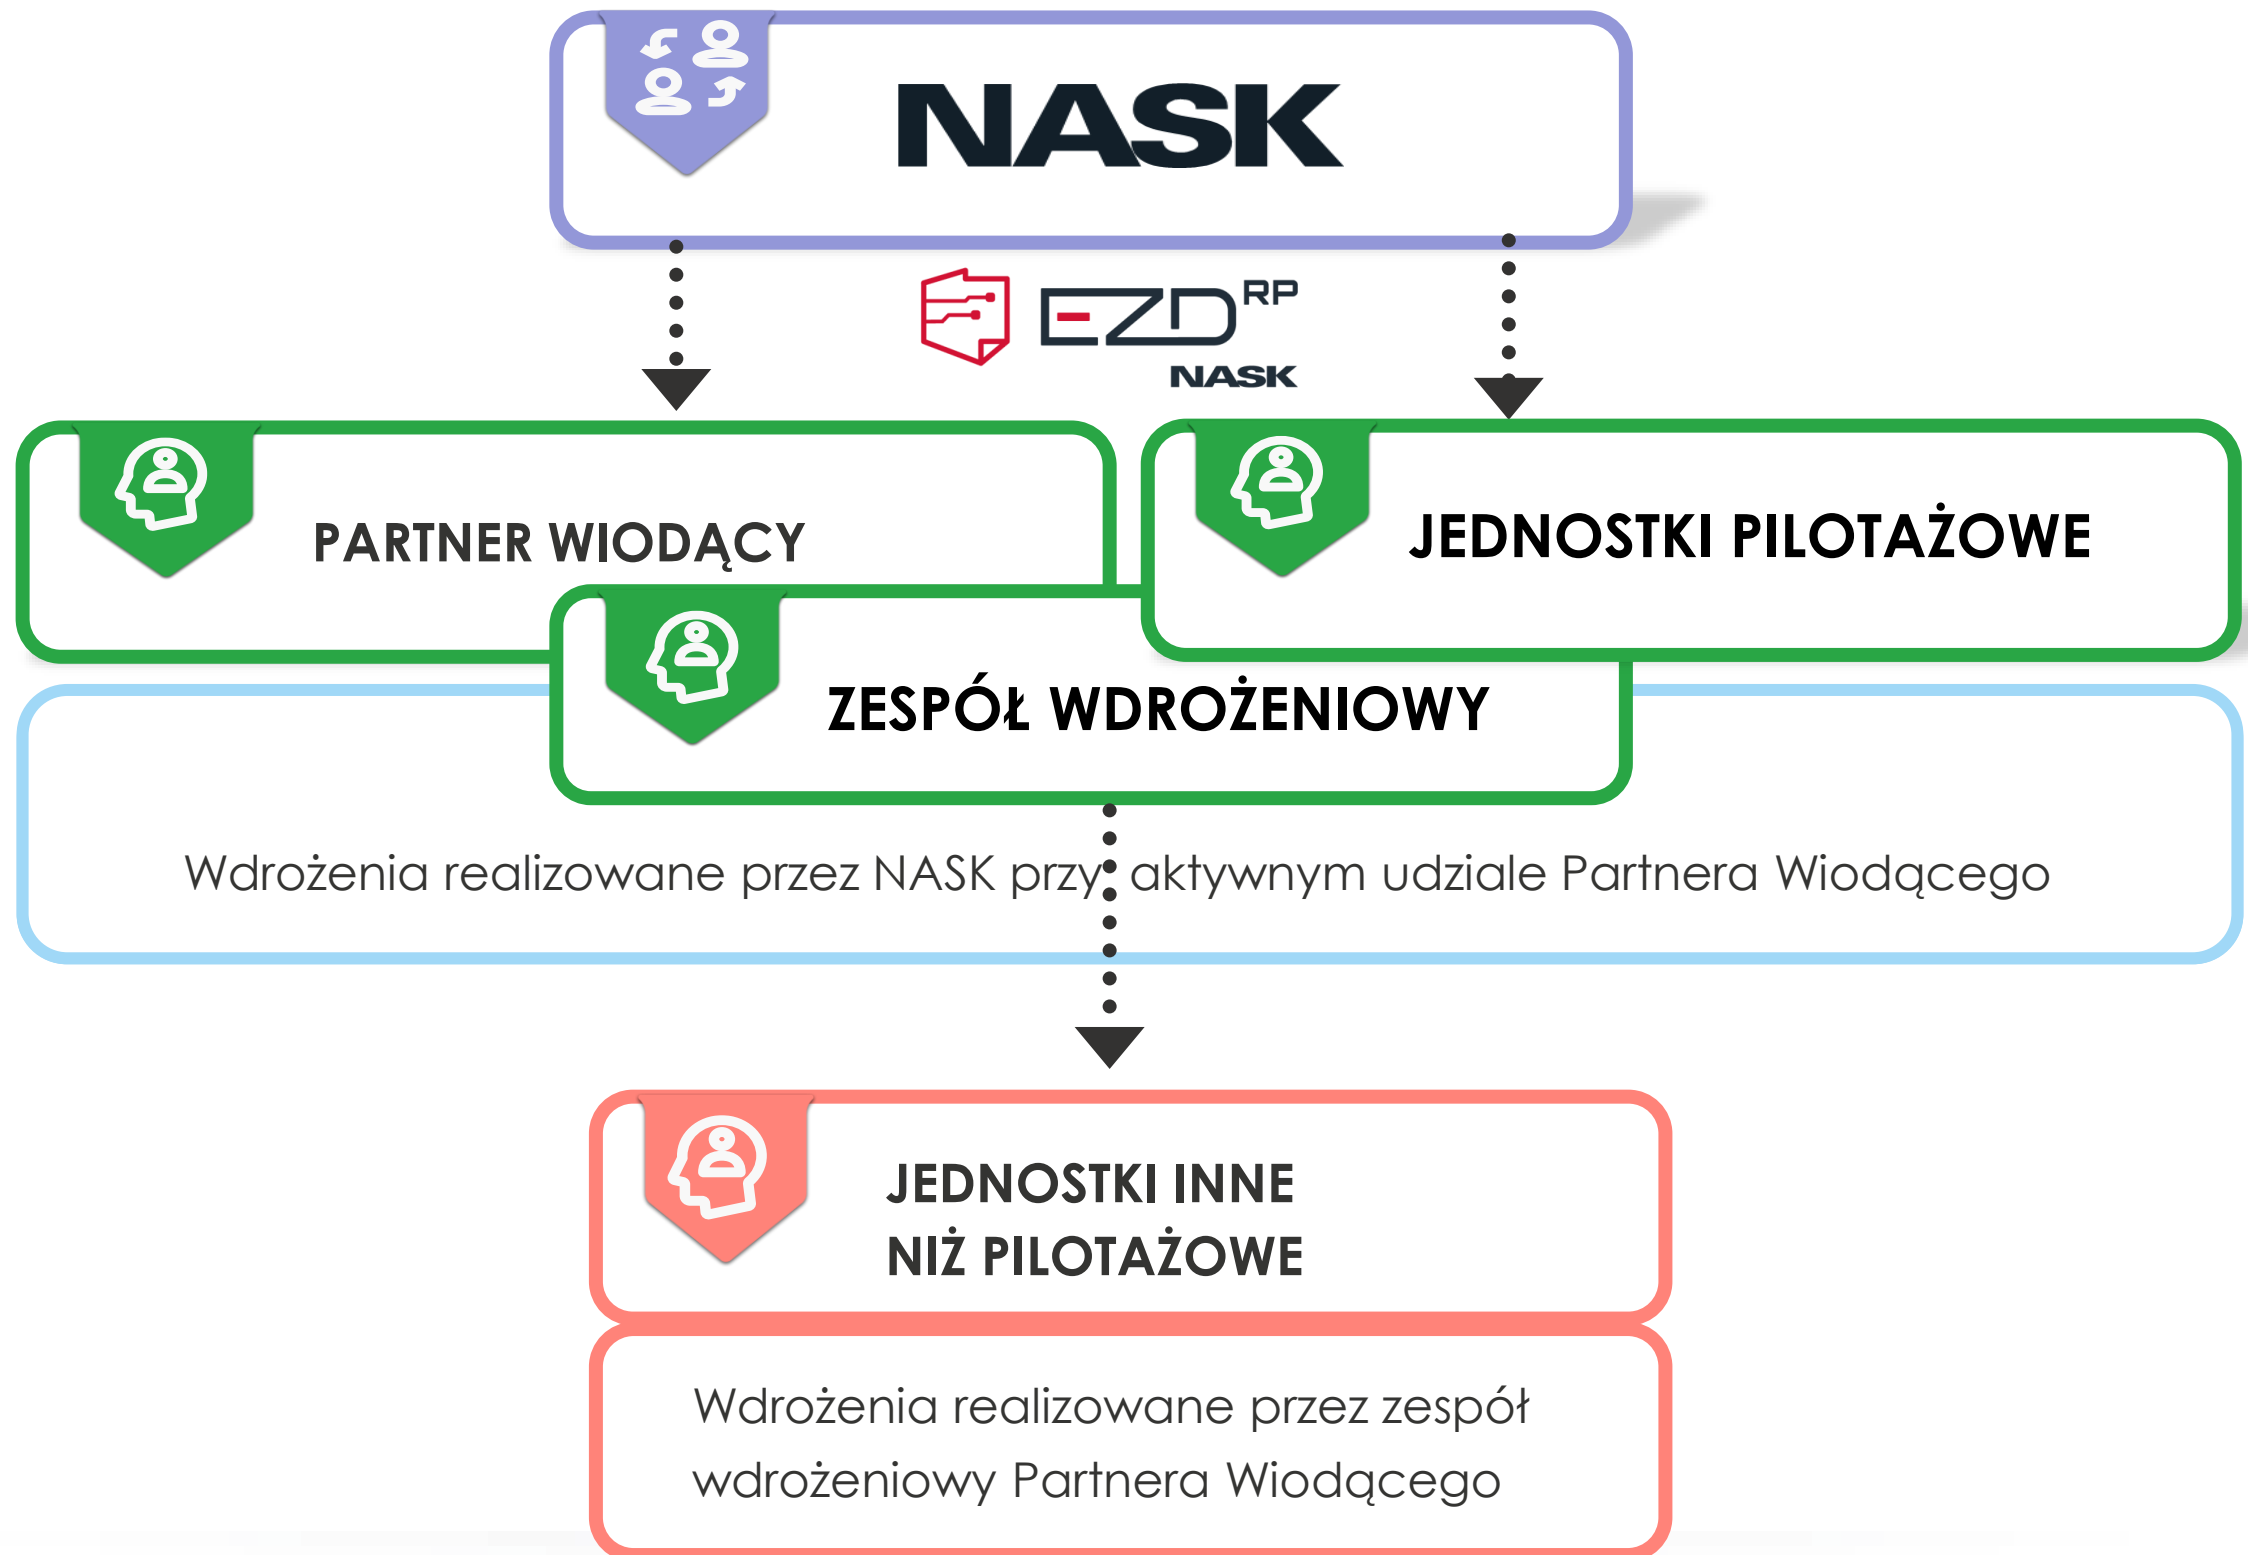 NASK
EZD RP
NASK
PARTNER WIODĄCY
JEDNOSTKI PILOTAŻOWE
ZESPÓŁ WDROŻENIOWY
Wdrożenia realizowane przez NASK przy aktywnym udziale Partnera Wiodącego
JEDNOSTKI INNE
NIŻ PILOTAŻOWE
Wdrożenia realizowane przez zespół
wdrożeniowy Partnera Wiodącego